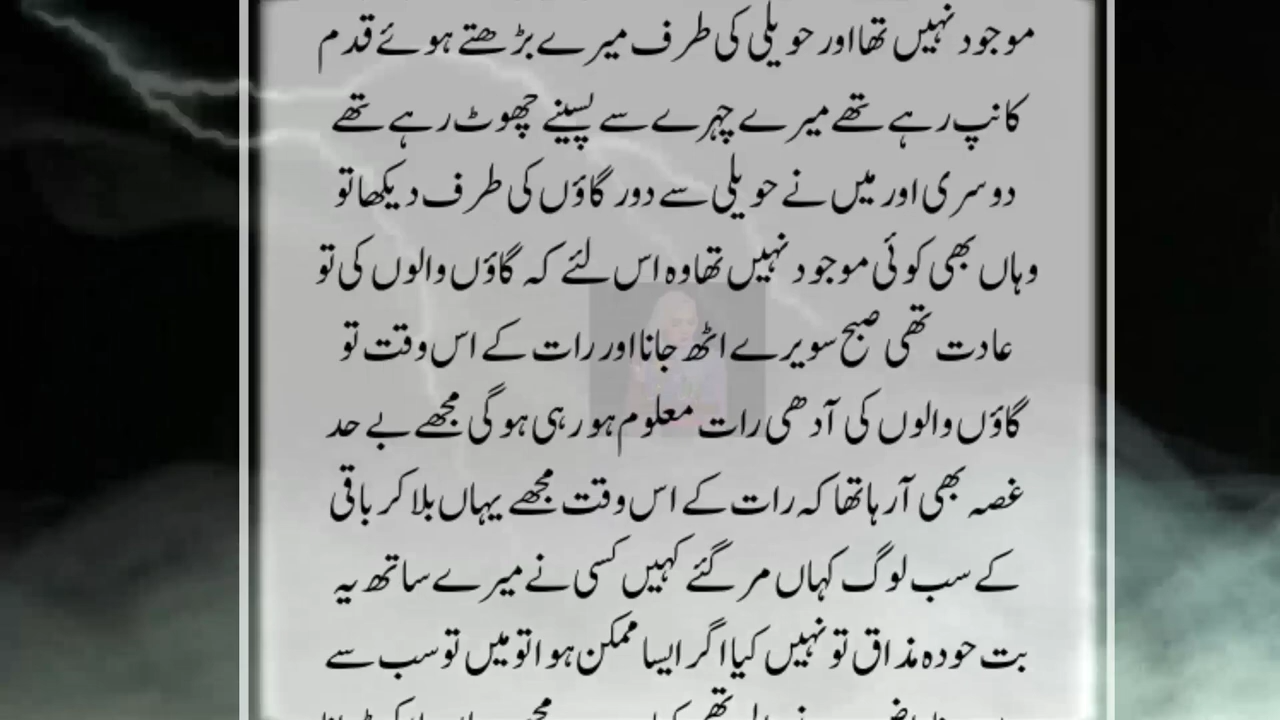 موجود نہیں تھا اور حویلی کی طرف میرے بڑھتے ہوئے قدم
کانپ رہے تھے میرے چہرے سے پسینے چھوٹ رہے تھے
دوسری اور میں نے حویلی سے دور گاؤں کی طرف دیکھا تو
وہاں بھی کوئی موجود نہیں تھا وہ اس لئے کہ گاؤں والوں کی تو
عادت تھی صبح سویرے اٹھ جانا اور رات کے اس وقت تو
گاؤں والوں کی آدھی رات معلوم ہو رہی ہوگی مجھے بے حد
غصہ بھی آرہا تھا کہ رات کے اس وقت مجھے یہاں بلا کر باقی
کے سب لوگ کہاں مر گئے کہیں کسی نے میرے ساتھ یہ
بت حودہ مذاق تو نہیں کیا اگر ایسا ممکن ہوا تو میں تو سب سے